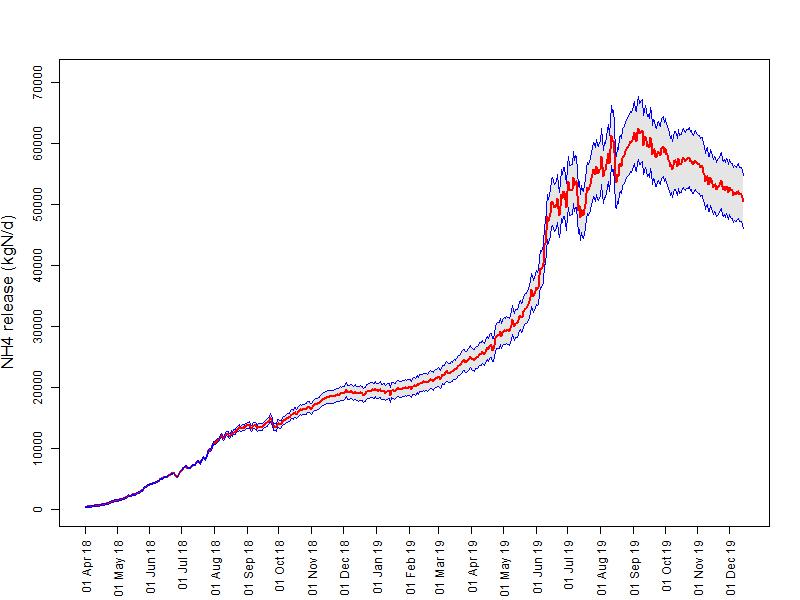 NH4 release (kgN/d)
70000
60000
50000
40000
30000
20000
10000
0
01 Apr 18
01 May 18
01 Jun 18
01 Jul 18
01 Aug 18
01 Sep 18
01 Oct 18
01 Nov 18
01 Dec 18
01 Jan 19
01 Feb 19
01 Mar 19
01 Apr 19
01 May 19
01 Jun 19
01 Jul 19
01 Aug 19
01 Sep 19
01 Oct 19
01 Nov 19
01 Dec 19